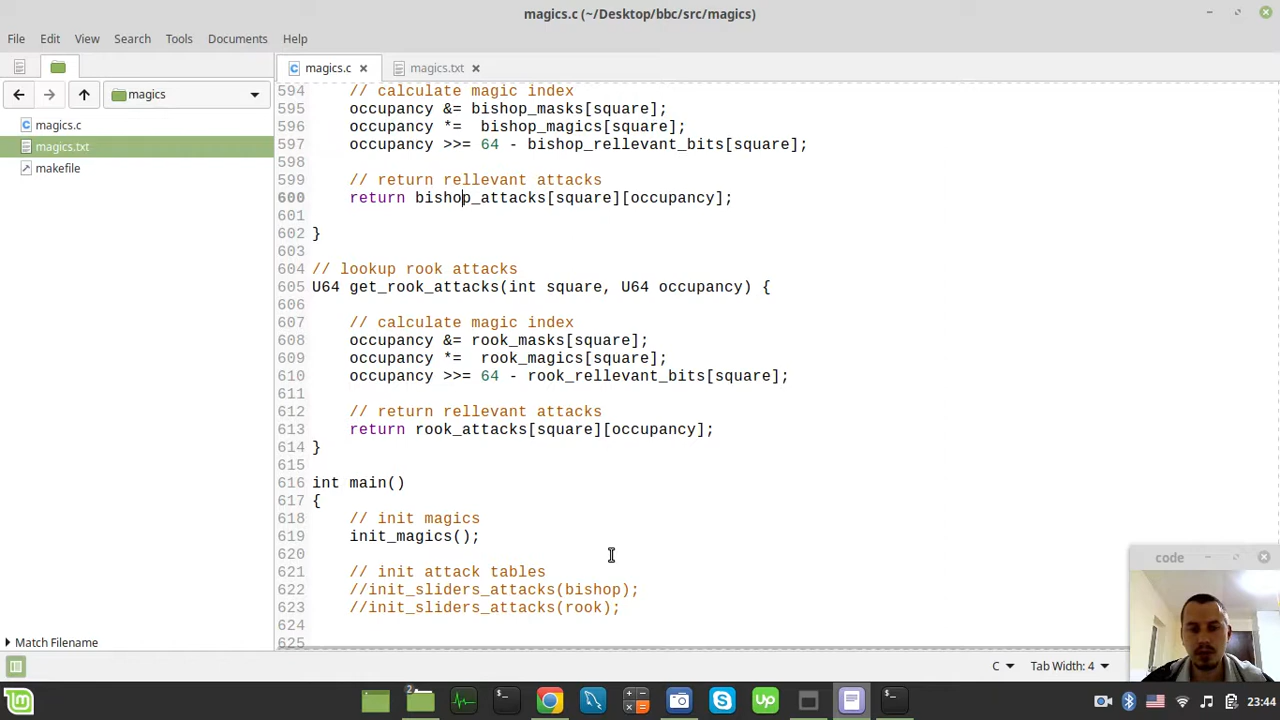 magics.c (~/Desktop/bbc/src/magics)
File Edit View Search Tools Documents Help
magics.c magics.txt
magics
magics.c
magics.txt
makefile
594 // calculate magic index
595 occupancy &= bishop_masks[square];
596 occupancy *=  bishop_magics[square];
597 occupancy >>= 64 - bishop_rellevant_bits[square];
598
599 // return rellevant attacks
600 return bishop_attacks[square][occupancy];
601
602 }
603
604 // lookup rook attacks
605 U64 get_rook_attacks(int square, U64 occupancy) {
606
607 // calculate magic index
608 occupancy &= rook_masks[square];
609 occupancy *=  rook_magics[square];
610 occupancy >>= 64 - rook_rellevant_bits[square];
611
612 // return rellevant attacks
613 return rook_attacks[square][occupancy];
614 }
615
616 int main()
617 {
618 // init magics
619 init_magics();
620
621 // init attack tables
622 //init_sliders_attacks(bishop);
623 //init_sliders_attacks(rook);
624
625
code
Match Filename
C Tab Width: 4
2
Up
23:44